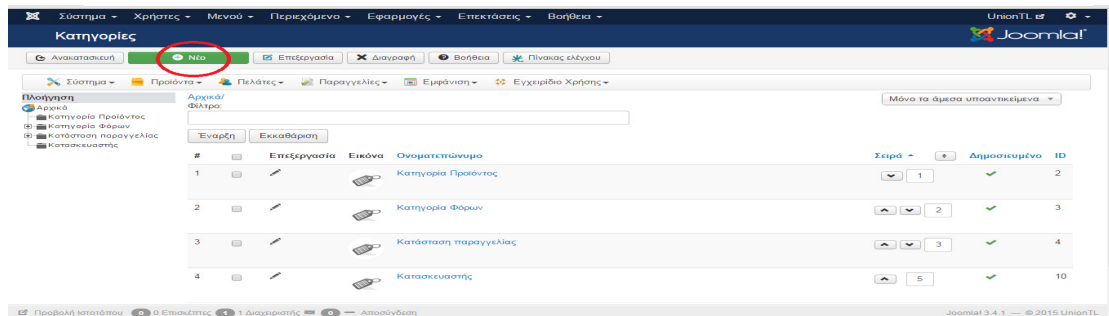 Σύστημα Χρήστες Μενού Περιεχόμενο Εφαρμογές Επεκτάσεις Βοήθεια UnionTL
Κατηγορίες Joomla!
Ανακατασκευή Νέο Επεξεργασία Διαγραφή Βοήθεια Πίνακας ελέγχου
Σύστημα Προϊόντα Πελάτες Παραγγελίες Εμφάνιση Εγχειρίδιο Χρήσης
Πλοήγηση
Αρχικά
Κατηγορία Προϊόντος
Κατηγορία Φόρων
Κατάσταση παραγγελίας
Κατασκευαστής
Αρχικά/
Φίλτρο:
Μόνο τα άμεσα υποαντικείμενα
Έναρξη Εκκαθάριση
# Επεξεργασία Εικόνα Ονοματεπώνυμο Σειρά Δημοσιευμένο ID
1 Κατηγορία Προϊόντος 1 2
2 Κατηγορία Φόρων 2 3
3 Κατάσταση παραγγελίας 3 4
4 Κατασκευαστής 5 10
Προβολή Ιστοτόπου 0 0 Επισκέπτες 1 1 Διαχειριστής 0 Αποσύνδεση Joomla! 3.4.1 — © 2015 UnionTL